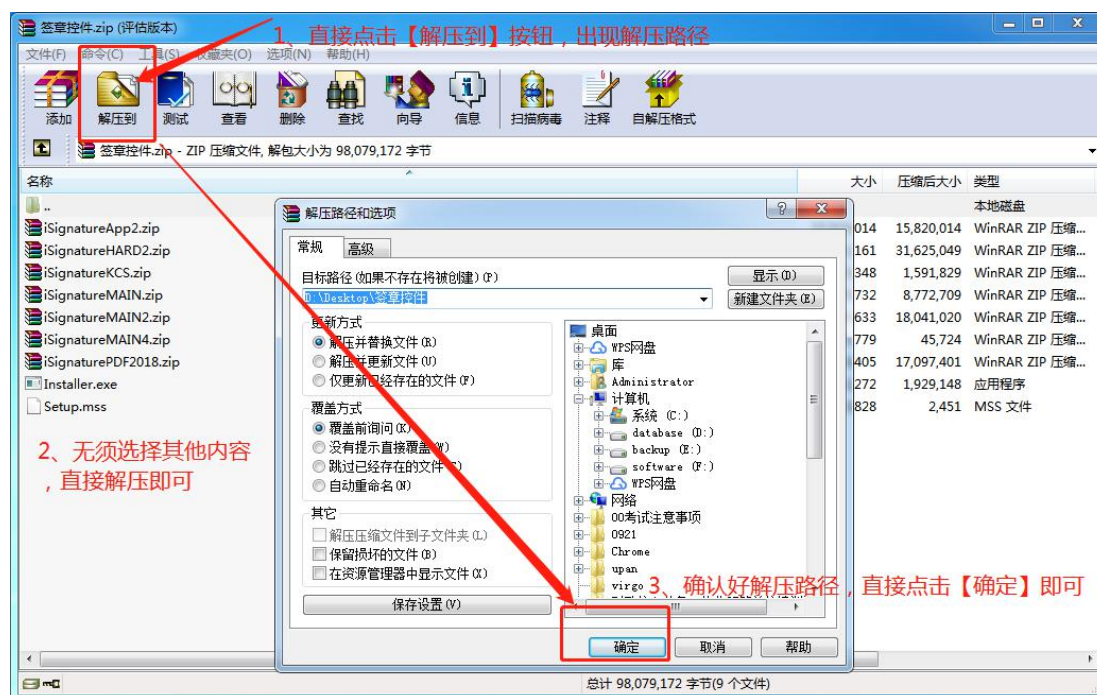 签章控件.zip (评估版本)
1、直接点击【解压到】按钮，出现解压路径
文件(F) 命令(C) 工具(S) 收藏夹(O) 选项(N) 帮助(H)
添加 解压到 测试 查看 删除 查找 向导 信息 扫描病毒 注释 自解压格式
签章控件.zip - ZIP 压缩文件, 解包大小为 98,079,172 字节
名称 大小 压缩后大小 类型
.. 本地磁盘
iSignatureApp2.zip 014 15,820,014 WinRAR ZIP 压缩...
iSignatureHARD2.zip 161 31,625,049 WinRAR ZIP 压缩...
iSignatureKCS.zip 348 1,591,829 WinRAR ZIP 压缩...
iSignatureMAIN.zip 732 8,772,709 WinRAR ZIP 压缩...
iSignatureMAIN2.zip 633 18,041,020 WinRAR ZIP 压缩...
iSignatureMAIN4.zip 779 45,724 WinRAR ZIP 压缩...
iSignaturePDF2018.zip 405 17,097,401 WinRAR ZIP 压缩...
Installer.exe 272 1,929,148 应用程序
Setup.mss 828 2,451 MSS 文件
2、无须选择其他内容
，直接解压即可
解压路径和选项
常规 高级
目标路径(如果不存在将被创建)(P)
显示(D)
D:\Desktop\签章控件
新建文件夹(E)
更新方式
解压并替换文件(R)
解压并更新文件(U)
仅更新已经存在的文件(F)
覆盖方式
覆盖前询问(K)
没有提示直接覆盖(W)
跳过已经存在的文件
自动重命名(N)
其它
解压压缩文件到子文件夹(L)
保留损坏的文件(B)
在资源管理器中显示文件(X)
保存设置(V)
桌面
WPS网盘
库
Administrator
计算机
系统 (C:)
database (D:)
backup (E:)
software (F:)
WPS网盘
网络
00考试注意事项
0921
Chrome
upan
virgo
3、确认好解压路径，直接点击【确定】即可
确定 取消 帮助
总计 98,079,172 字节(9 个文件)